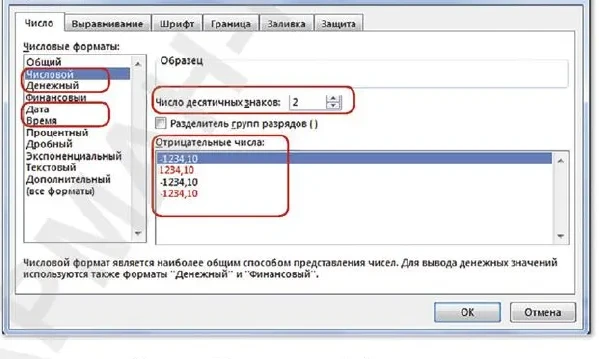 Число Выравнивание Шрифт Граница Заливка Защита
Числовые форматы:
Общий
Числовой
Денежный
Финансовый
Дата
Время
Процентный
Дробный
Экспоненциальный
Текстовый
Дополнительный
(все форматы)
Образец
Число десятичных знаков: 2
Разделитель групп разрядов ( )
Отрицательные числа:
-1234,10
1234,10
-1234,10
-1234,10
Числовой формат является наиболее общим способом представления чисел. Для вывода денежных значений
используются также форматы "Денежный" и "Финансовый".
ОК Отмена